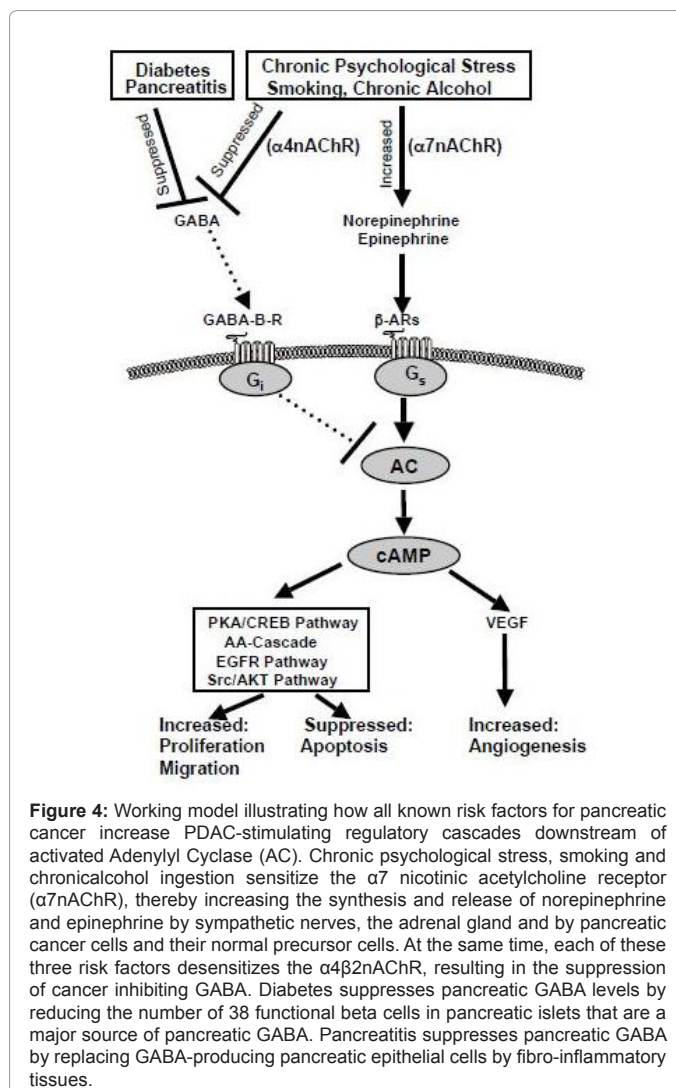 Diabetes
Pancreatitis
Chronic Psychological Stress
Smoking, Chronic Alcohol
Suppressed
Suppressed
(α4nAChR)
Increased
(α7nAChR)
GABA
Norepinephrine
Epinephrine
GABA-B-R
β-ARs
Gi
Gs
AC
cAMP
PKA/CREB Pathway
AA-Cascade
EGFR Pathway
Src/AKT Pathway
VEGF
Increased:
Proliferation
Migration
Suppressed:
Apoptosis
Increased:
Angiogenesis
Figure 4: Working model illustrating how all known risk factors for pancreatic
cancer increase PDAC-stimulating regulatory cascades downstream of
activated Adenylyl Cyclase (AC). Chronic psychological stress, smoking and
chronicalcohol ingestion sensitize the α7 nicotinic acetylcholine receptor
(α7nAChR), thereby increasing the synthesis and release of norepinephrine
and epinephrine by sympathetic nerves, the adrenal gland and by pancreatic
cancer cells and their normal precursor cells. At the same time, each of these
three risk factors desensitizes the α4β2nAChR, resulting in the suppression
of cancer inhibiting GABA. Diabetes suppresses pancreatic GABA levels by
reducing the number of 38 functional beta cells in pancreatic islets that are a
major source of pancreatic GABA. Pancreatitis suppresses pancreatic GABA
by replacing GABA-producing pancreatic epithelial cells by fibro-inflammatory
tissues.